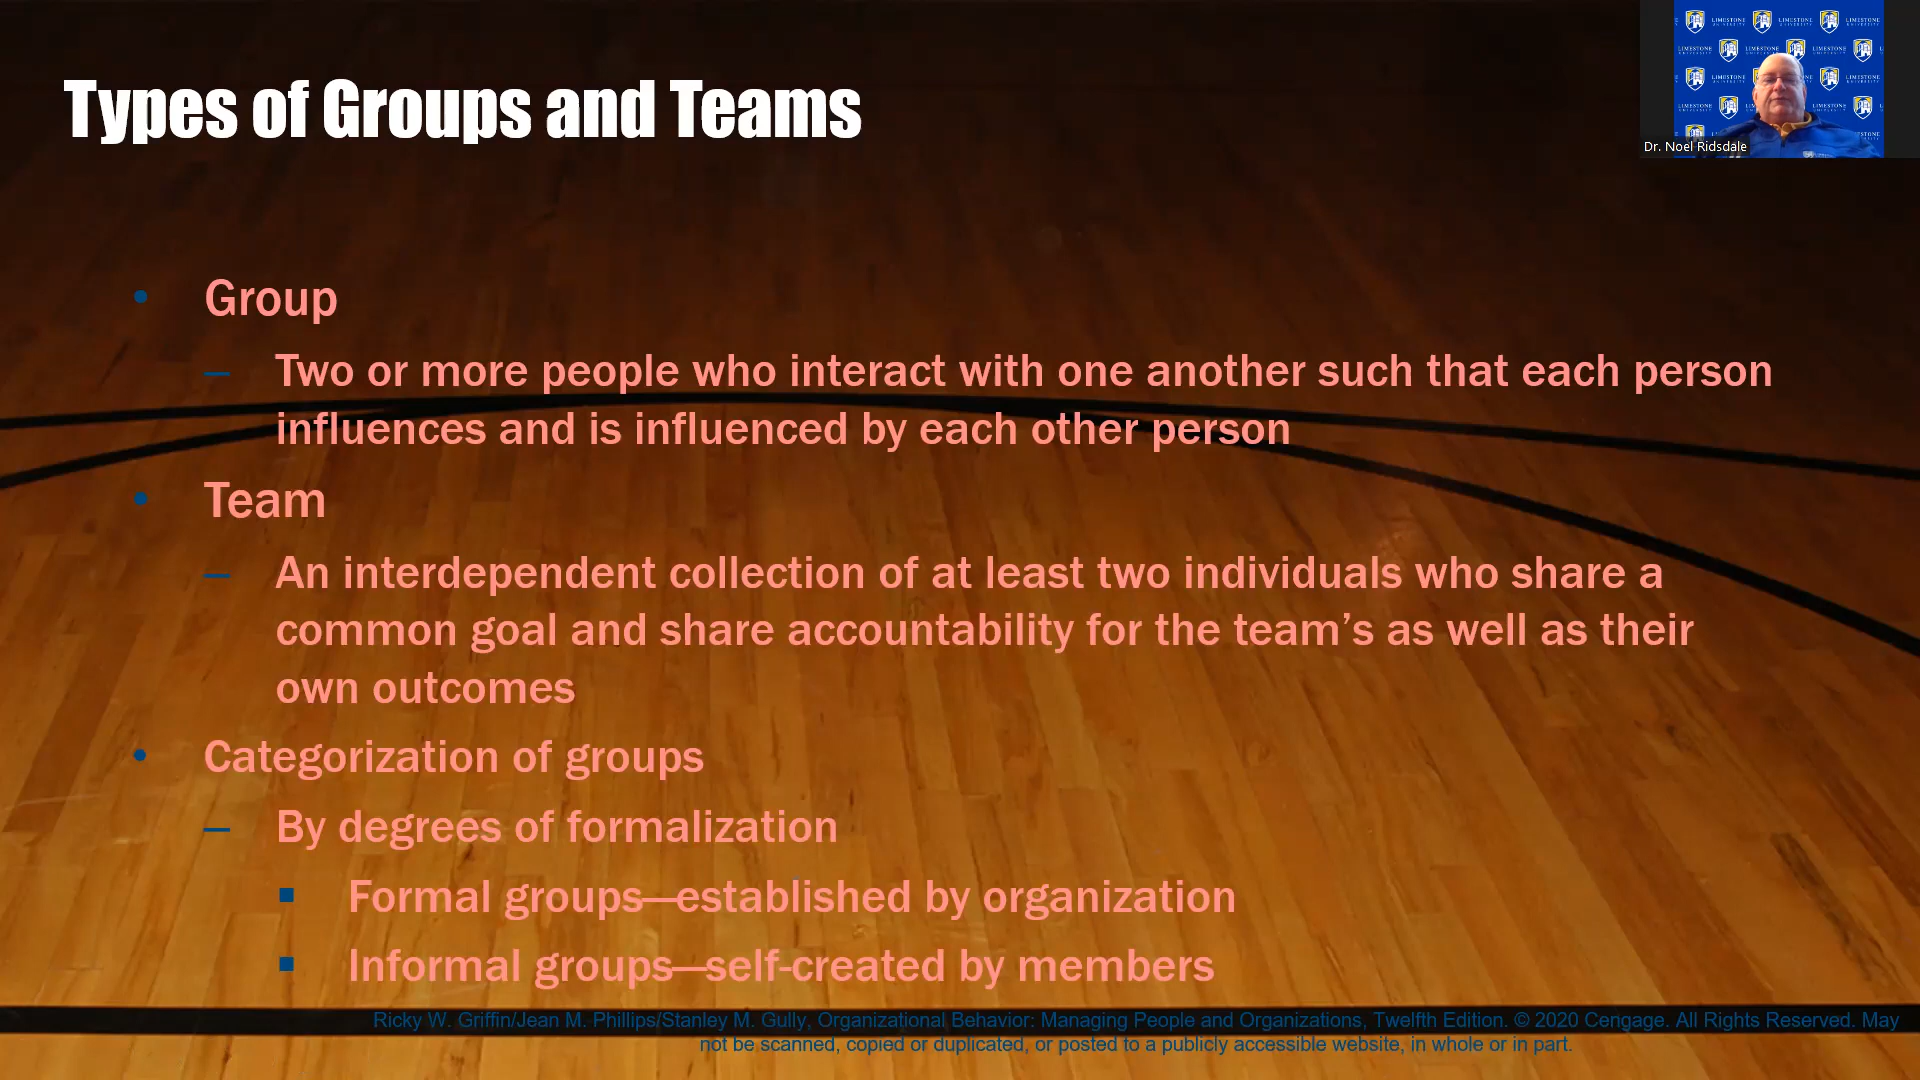 Types of Groups and Teams
LIMESTONE
UNIVERSITY
Dr. Noel Ridsdale
• Group
– Two or more people who interact with one another such that each person
influences and is influenced by each other person
• Team
– An interdependent collection of at least two individuals who share a
common goal and share accountability for the team’s as well as their
own outcomes
• Categorization of groups
– By degrees of formalization
▪ Formal groups—established by organization
▪ Informal groups—self-created by members
Ricky W. Griffin/Jean M. Phillips/Stanley M. Gully, Organizational Behavior: Managing People and Organizations, Twelfth Edition. © 2020 Cengage. All Rights Reserved. May
not be scanned, copied or duplicated, or posted to a publicly accessible website, in whole or in part.